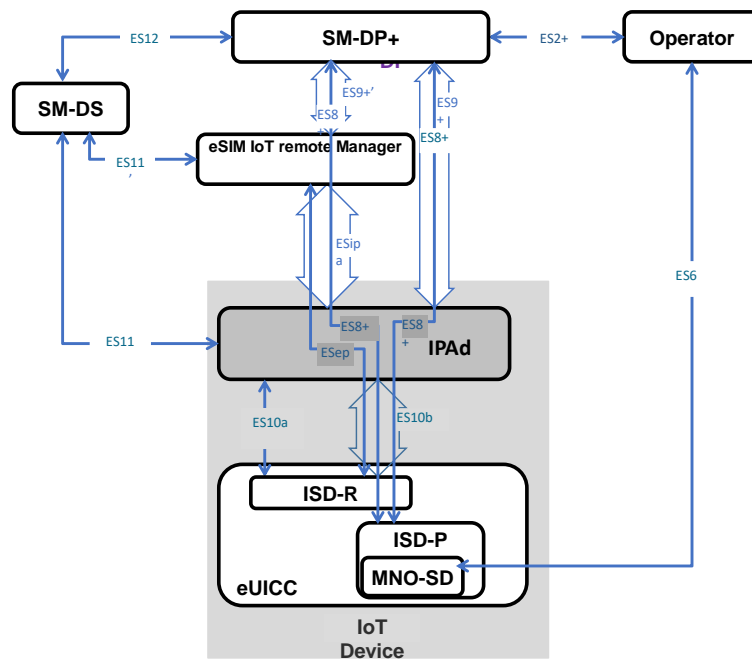 ES12
SM-DP+
DP
ES2+
Operator
ES9+'
ES8
+
ES9
+
ES8+
SM-DS
eSIM IoT remote Manager
ES11
'
ESip
a
ES6
ES11
ES8+
ES8
+
ESep
IPAd
ES10a
ES10b
ISD-R
ISD-P
MNO-SD
eUICC
IoT
Device